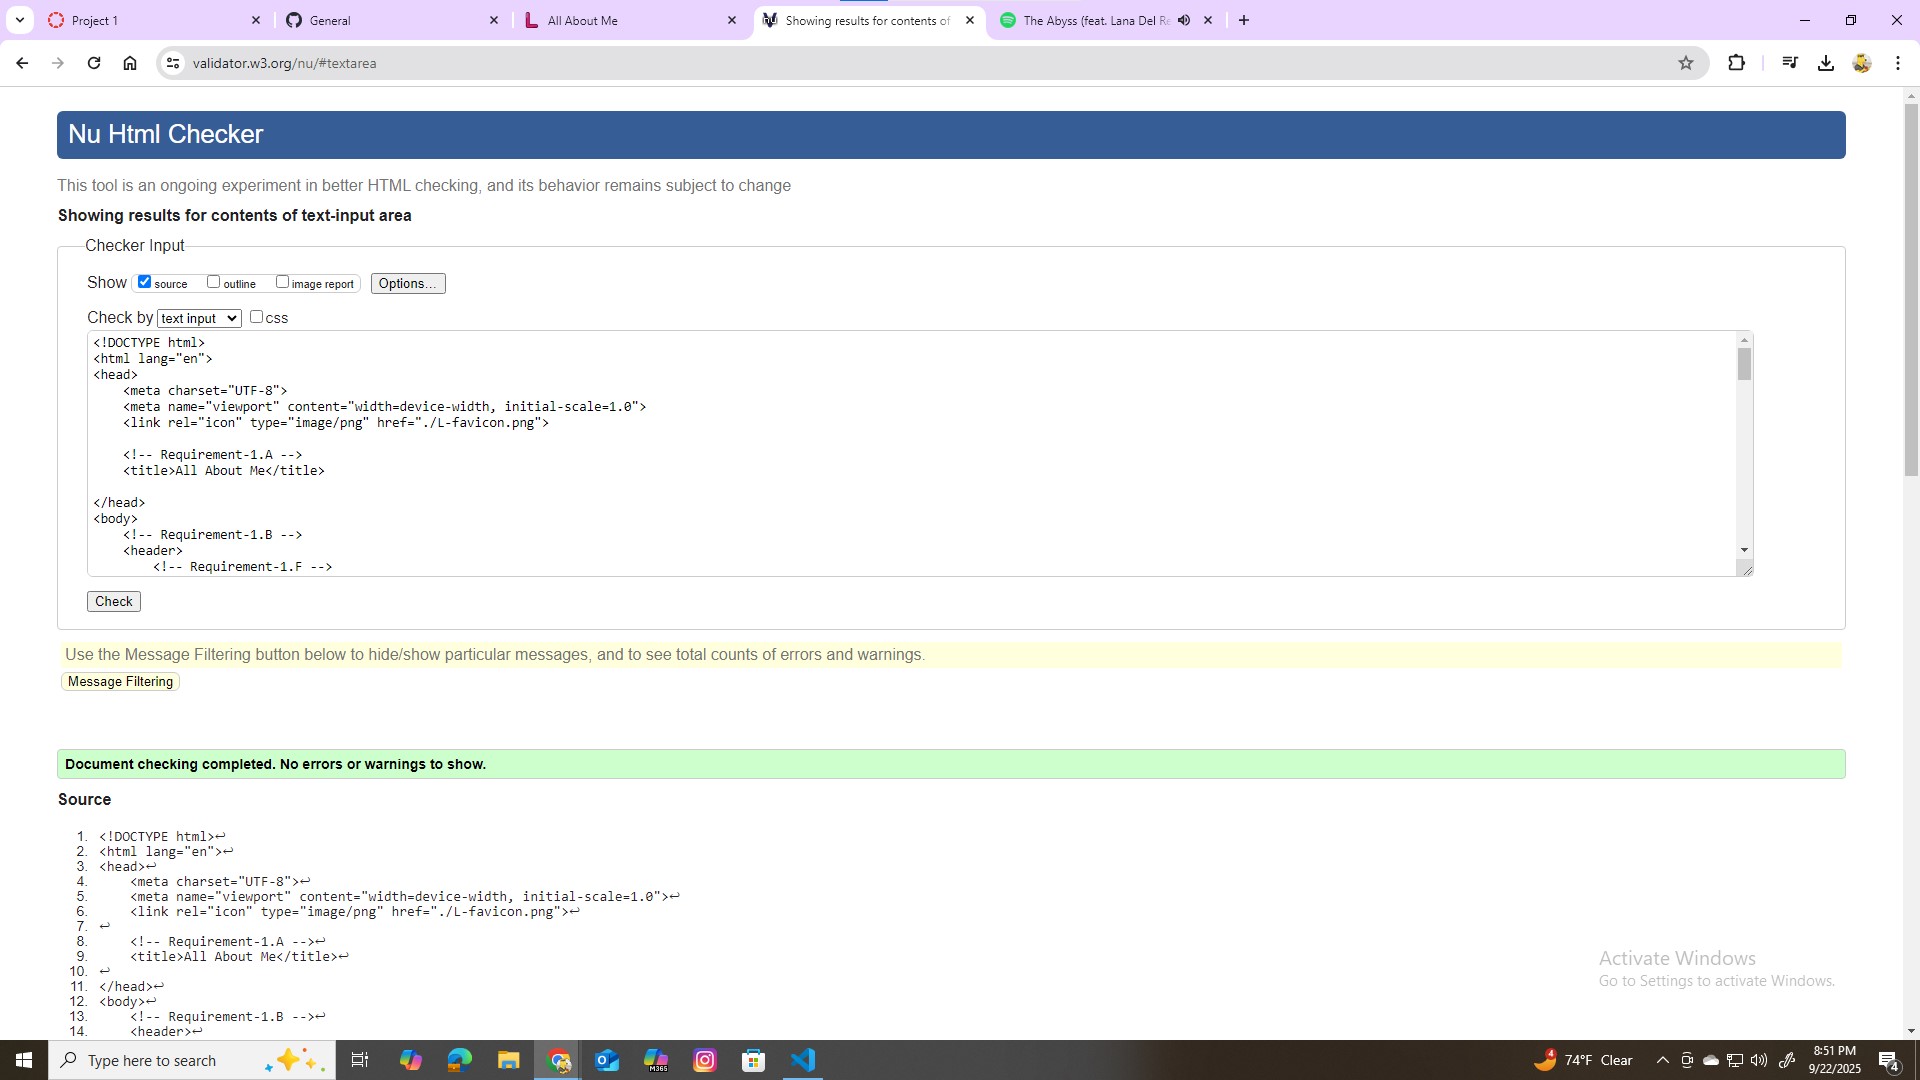 Project 1
General
All About Me
Showing results for contents of
The Abyss (feat. Lana Del Re
validator.w3.org/nu/#textarea
Nu Html Checker
This tool is an ongoing experiment in better HTML checking, and its behavior remains subject to change
Showing results for contents of text-input area
Checker Input
Show source outline image report Options...
Check by text input css
<!DOCTYPE html>
<html lang="en">
<head>
    <meta charset="UTF-8">
    <meta name="viewport" content="width=device-width, initial-scale=1.0">
    <link rel="icon" type="image/png" href="./L-favicon.png">
    <!-- Requirement-1.A -->
    <title>All About Me</title>
</head>
<body>
    <!-- Requirement-1.B -->
    <header>
        <!-- Requirement-1.F -->
Check
Use the Message Filtering button below to hide/show particular messages, and to see total counts of errors and warnings.
Message Filtering
Document checking completed. No errors or warnings to show.
Source
1. <!DOCTYPE html>↩
2. <html lang="en">↩
3. <head>↩
4.     <meta charset="UTF-8">↩
5.     <meta name="viewport" content="width=device-width, initial-scale=1.0">↩
6.     <link rel="icon" type="image/png" href="./L-favicon.png">↩
7. ↩
8.     <!-- Requirement-1.A -->↩
9.     <title>All About Me</title>↩
10. ↩
11. </head>↩
12. <body>↩
13.     <!-- Requirement-1.B -->↩
14.     <header>↩
Activate Windows
Go to Settings to activate Windows.
Type here to search
M365
4
74°F Clear
8:51 PM
9/22/2025
4